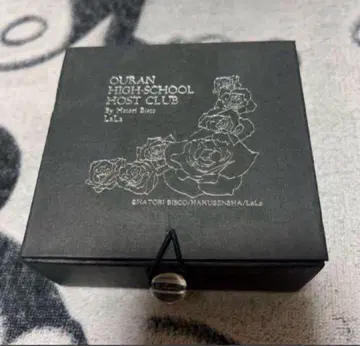 OURAN
HIGH-SCHOOL
HOST CLUB
By Hatori Bisco
LaLa
©HATORI BISCO/HAKUSENSHA/LaLa